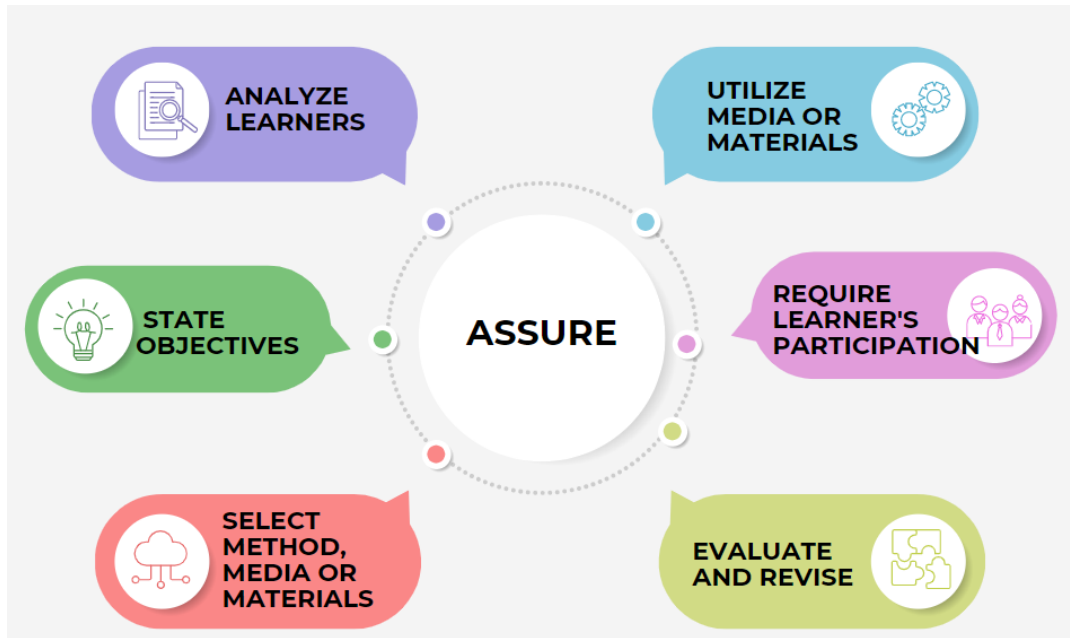 ANALYZE
LEARNERS
STATE
OBJECTIVES
SELECT
METHOD,
MEDIA OR
MATERIALS
ASSURE
UTILIZE
MEDIA OR
MATERIALS
REQUIRE
LEARNER'S
PARTICIPATION
EVALUATE
AND REVISE